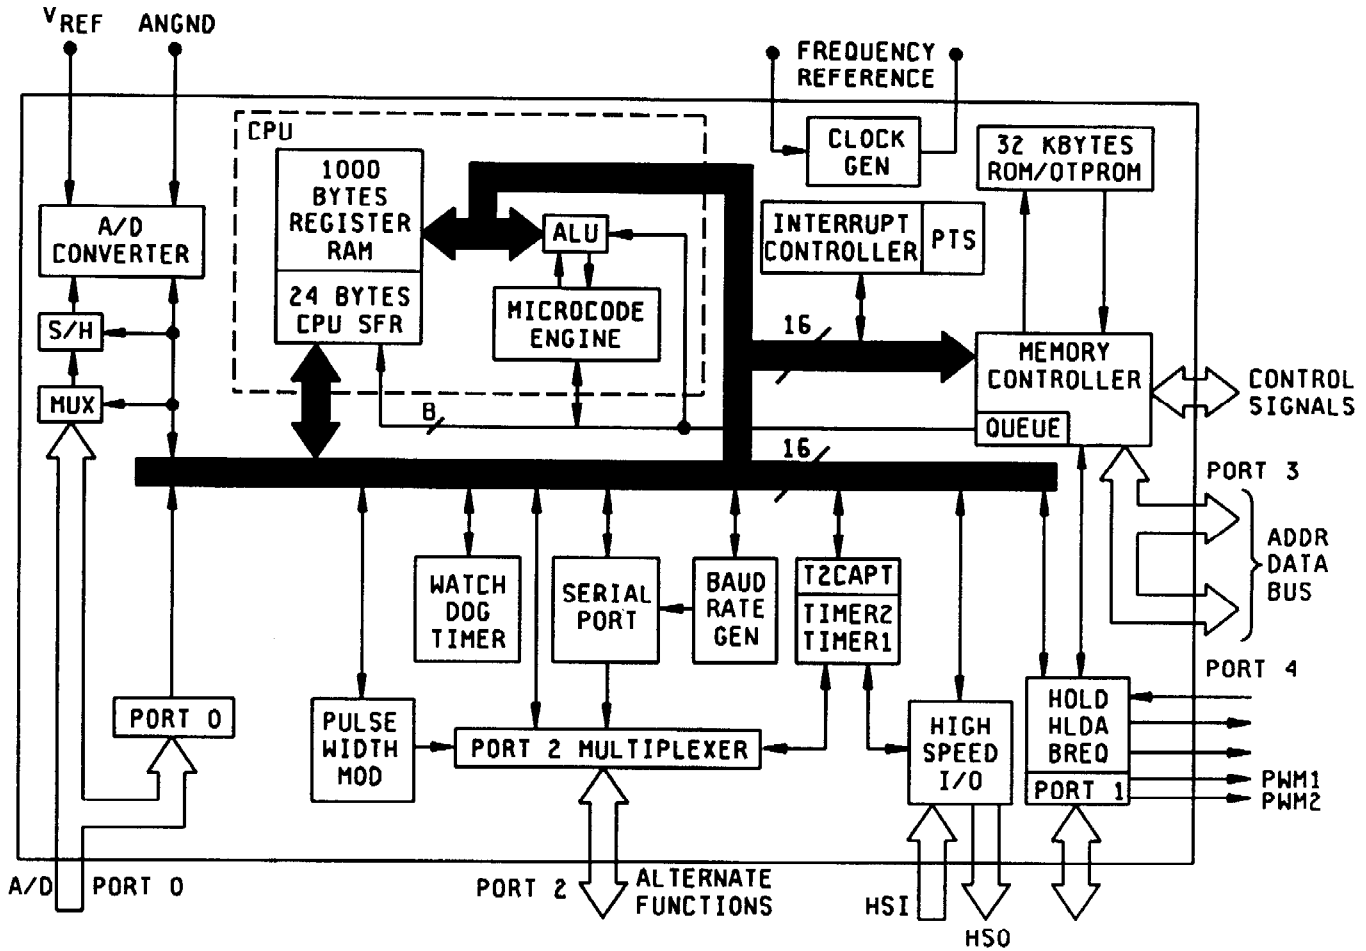 VREF
ANGND
FREQUENCY
REFERENCE
CPU
CLOCK
GEN
32 KBYTES
ROM/OTPROM
1000
BYTES
REGISTER
RAM
24 BYTES
CPU SFR
ALU
MICROCODE
ENGINE
INTERRUPT
CONTROLLER
PTS
A/D
CONVERTER
S/H
MUX
16
MEMORY
CONTROLLER
QUEUE
CONTROL
SIGNALS
8
16
PORT 3
ADDR
DATA
BUS
PORT 4
WATCH
DOG
TIMER
SERIAL
PORT
BAUD
RATE
GEN
T2CAPT
TIMER2
TIMER1
PORT 0
PULSE
WIDTH
MOD
PORT 2 MULTIPLEXER
HIGH
SPEED
I/O
HOLD
HLDA
BREQ
PORT 1
PWM1
PWM2
A/D
PORT 0
PORT 2
ALTERNATE
FUNCTIONS
HSI
HSO